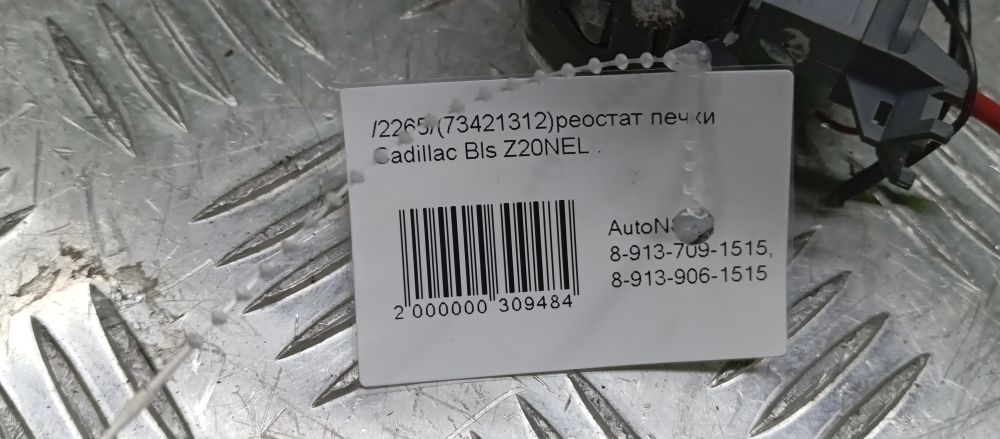 /2265/(73421312)реостат печки
Cadillac Bls Z20NEL .
8-913-709-1515,
8-913-906-1515
2 000000 309484